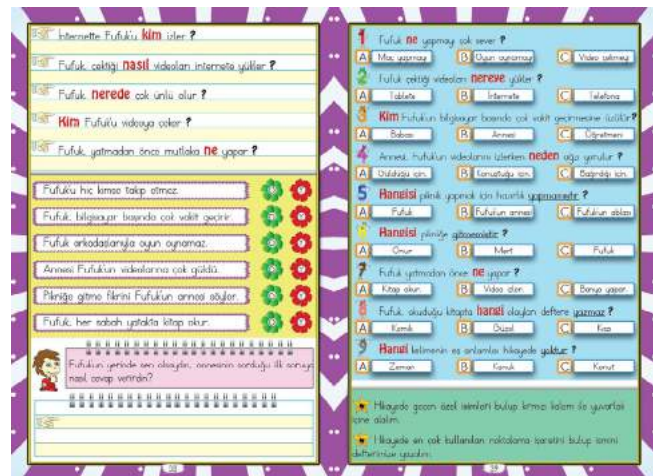 İnternette Fufuk'u kim izler ?
Fufuk, çektiği nasıl videoları internete yükler ?
Fufuk, nerede çok ünlü olur ?
Kim Fufuk'u videoya çeker ?
Fufuk, yatmadan önce mutlaka ne yapar ?
Fufuk'u hiç kimse takip etmez.
Fufuk, bilgisayar başında çok vakit geçirir.
Fufuk arkadaşlarıyla oyun oynamaz.
Annesi Fufuk'un videolarına çok güldü.
Pikniğe gitme fikrini Fufuk'un annesi söyler.
Fufuk, her sabah yatakta kitap okur.
Fufuk'un yerinde sen olsaydın, annesinin sorduğu ilk soruya
nasıl cevap verirdin?
1 Fufuk ne yapmayı çok sever ?
A Maç yapmayı B Oyun oynamayı C Video çekmeyi
2 Fufuk çektiği videoları nereye yükler ?
A Tablete B İnternete C Telefona
3 Kim Fufuk'un bilgisayar başında çok vakit geçirmesine üzülür?
A Babası B Annesi C Öğretmeni
4 Annesi, Fufuk'un videolarını izlerken neden ağzı yorulur ?
A Güldüğü için. B Konuştuğu için. C Bağırdığı için.
5 Hangisi piknik yapmak için hazırlık yapmamıştır ?
A Fufuk B Fufuk'un annesi C Fufuk'un ablası
6 Hangisi pikniğe gitmemiştir ?
A Onur B Mert C Fufuk
7 Fufuk yatmadan önce ne yapar ?
A Kitap okur. B Video izler. C Banyo yapar.
8 Fufuk, okuduğu kitapta hangi olayları deftere yazmaz ?
A Komik B Güzel C
9 Hangi kelimenin eş anlamlısı hikayede yoktur ?
A Zaman B Konuk C Konut
Hikayede geçen özel isimleri bulup kırmızı kalem ile yuvarlak
içine alalım.
Hikayede en çok kullanılan noktalama işaretini bulup ismini
defterimize yazalım.